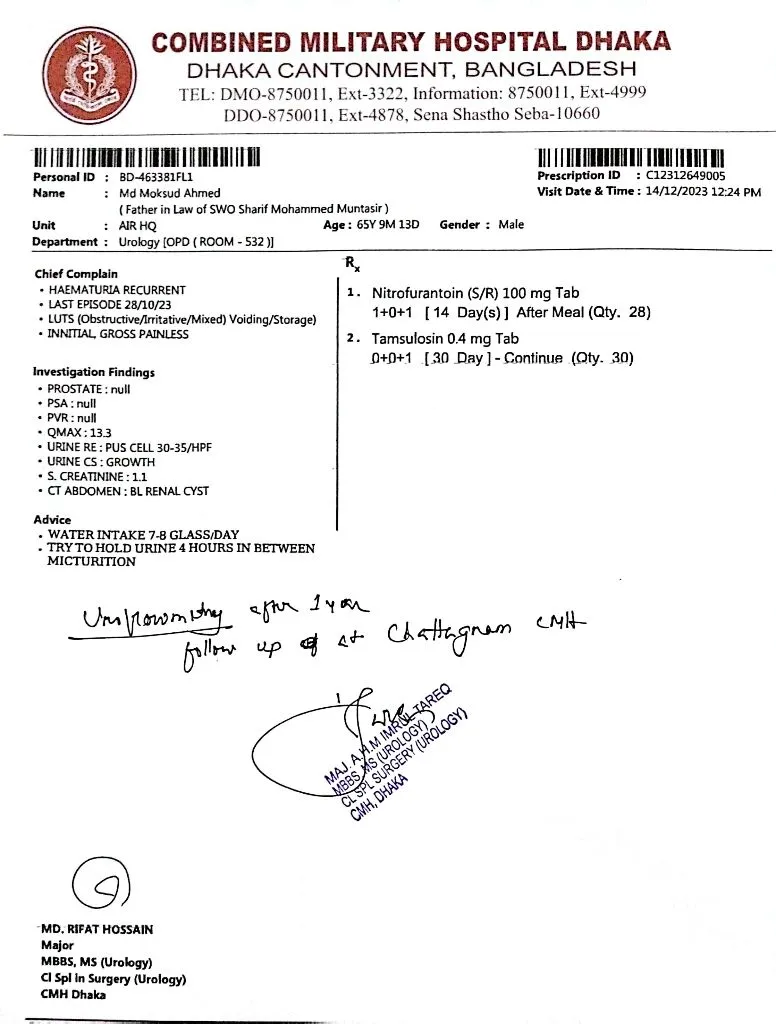 COMBINED MILITARY HOSPITAL DHAKA
DHAKA CANTONMENT, BANGLADESH
TEL: DMO-8750011, Ext-3322, Information: 8750011, Ext-4999
DDO-8750011, Ext-4878, Sena Shastho Seba-10660
Personal ID : BD-463381FL1
Name : Md Moksud Ahmed
( Father in Law of SWO Sharif Mohammed Muntasir )
Unit : AIR HQ Age : 65Y 9M 13D Gender : Male
Department : Urology [OPD ( ROOM - 532 )]
Prescription ID : C12312649005
Visit Date & Time : 14/12/2023 12:24 PM
Chief Complain
• HAEMATURIA RECURRENT
• LAST EPISODE 28/10/23
• LUTS (Obstructive/Irritative/Mixed) Voiding/Storage)
• INNITIAL, GROSS PAINLESS
Investigation Findings
• PROSTATE : null
• PSA : null
• PVR : null
• QMAX : 13.3
• URINE RE : PUS CELL 30-35/HPF
• URINE CS : GROWTH
• S. CREATININE : 1.1
• CT ABDOMEN : BL RENAL CYST
Advice
• WATER INTAKE 7-8 GLASS/DAY
• TRY TO HOLD URINE 4 HOURS IN BETWEEN
MICTURITION
Rx
1. Nitrofurantoin (S/R) 100 mg Tab
1+0+1 [ 14 Day(s) ] After Meal (Qty. 28)
2. Tamsulosin 0.4 mg Tab
0+0+1 [ 30 Day ] - Continue (Qty. 30)
after 1 year
follow up at Chattagram CMH
MAJ. A.H.M IMRUL TAREQ
MBBS, MS (UROLOGY)
CL SPL SURGERY (UROLOGY)
CMH, DHAKA
MD. RIFAT HOSSAIN
Major
MBBS, MS (Urology)
Cl Spl in Surgery (Urology)
CMH Dhaka